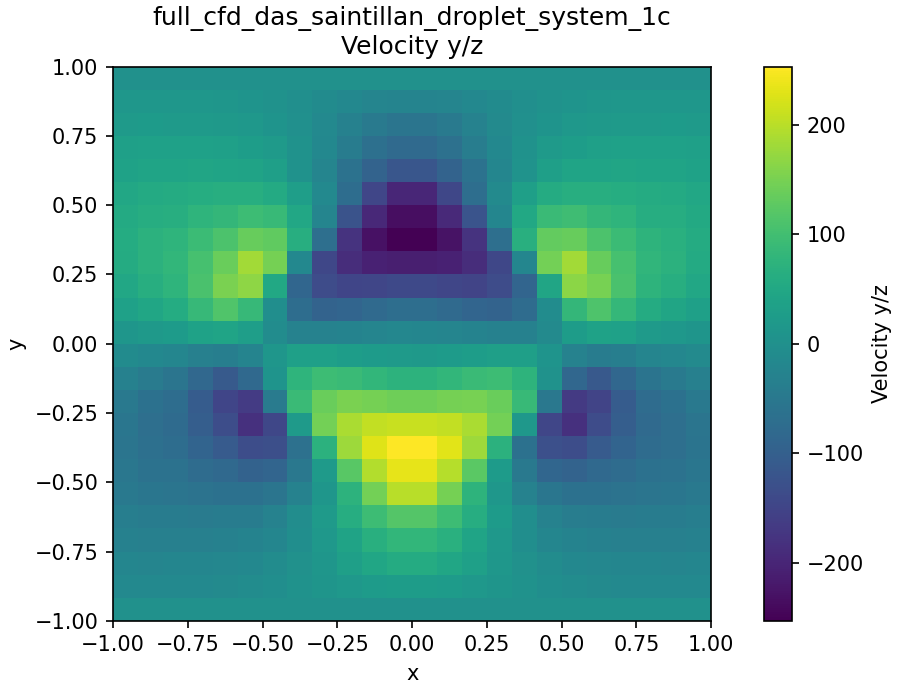 full_cfd_das_saintillan_droplet_system_1c
Velocity y/z
1.00
0.75
0.50
0.25
0.00
−0.25
−0.50
−0.75
−1.00
y
−1.00 −0.75 −0.50 −0.25 0.00 0.25 0.50 0.75 1.00
x
200
100
0
−100
−200
Velocity y/z